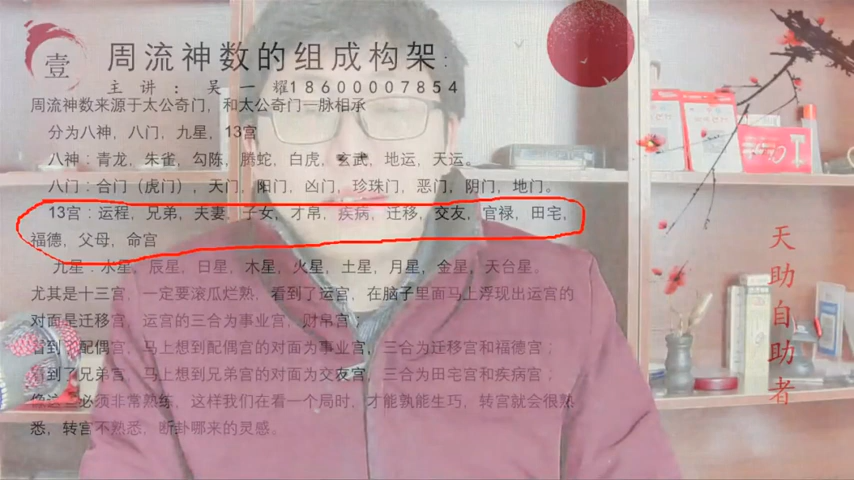 壹
周流神数的组成构架:
主讲：吴一耀18600007854
周流神数来源于太公奇门，和太公奇门一脉相承
分为八神，八门，九星，13宫
八神：青龙，朱雀，勾陈，腾蛇，白虎，玄武，地运，天运。
八门：合门（虎门），天门，阳门，凶门，珍珠门，恶门，阴门，地门。
13宫：运程，兄弟，夫妻，子女，才帛，疾病，迁移，交友，官禄，田宅，
福德，父母，命宫
九星：水星，辰星，日星，木星，火星，土星，月星，金星，天台星。
尤其是十三宫，一定要滚瓜烂熟，看到了运宫，在脑子里面马上浮现出运宫的
对面是迁移宫，运宫的三合为事业宫，财帛宫
看到了配偶宫，马上想到配偶宫的对面为事业宫，三合为迁移宫和福德宫；
看到了兄弟宫，马上想到兄弟宫的对面为交友宫，三合为田宅宫和疾病宫；
像这些必须非常熟练，这样我们在看一个局时，才能孰能生巧，转宫就会很熟
悉，转宫不熟悉，断卦哪来的灵感。
天助自助者